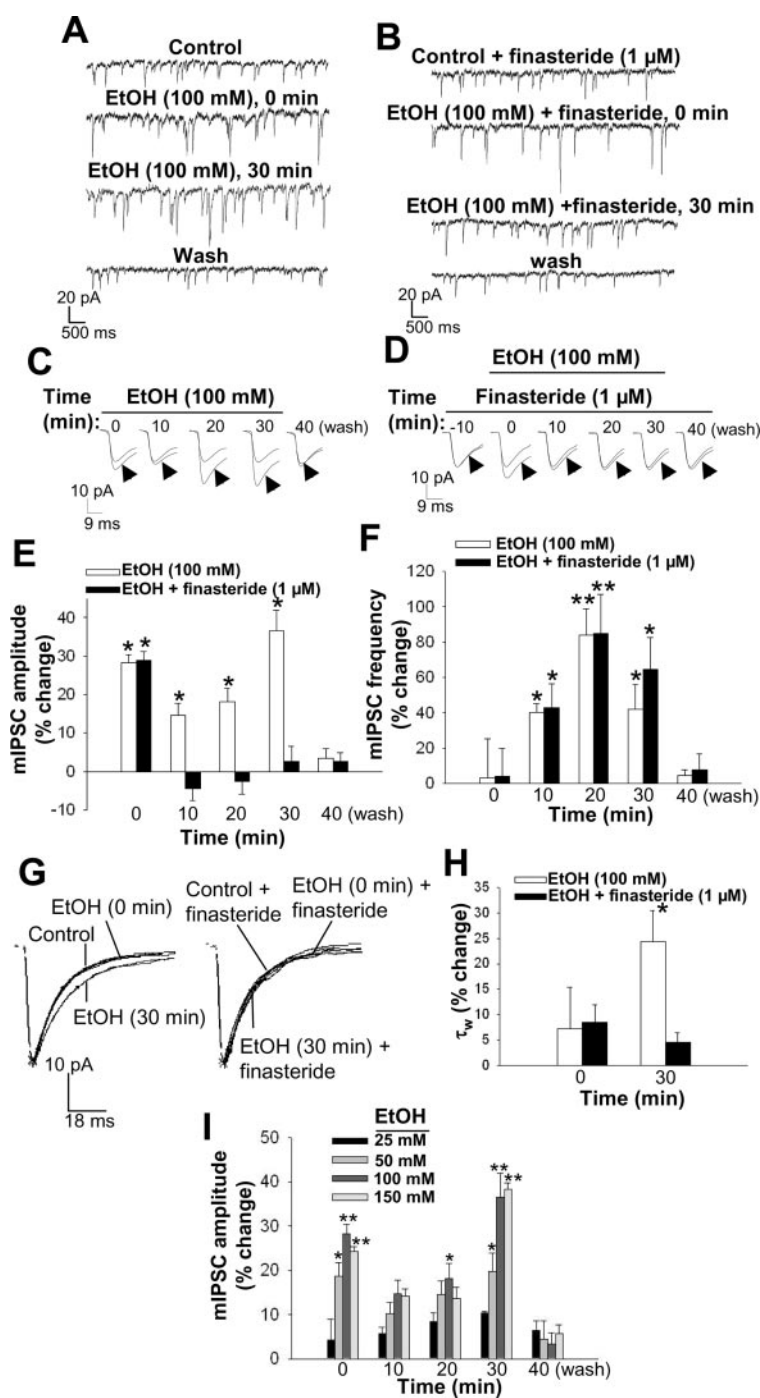 A
Control
EtOH (100 mM), 0 min
EtOH (100 mM), 30 min
Wash
20 pA
500 ms
B
Control + finasteride (1 µM)
EtOH (100 mM) + finasteride, 0 min
EtOH (100 mM) +finasteride, 30 min
wash
20 pA
500 ms
C
Time (min):
EtOH (100 mM)
0 10 20 30 40 (wash)
10 pA
9 ms
D
EtOH (100 mM)
Time (min):
Finasteride (1 µM)
-10 0 10 20 30 40 (wash)
10 pA
9 ms
E
EtOH (100 mM)
EtOH + finasteride (1 µM)
mIPSC amplitude
(% change)
40
30
20
10
0
-10
* * * * *
0 10 20 30 40 (wash)
Time (min)
F
EtOH (100 mM)
EtOH + finasteride (1 µM)
mIPSC frequency
(% change)
120
100
80
60
40
20
0
* * ** ** * *
0 10 20 30 40 (wash)
Time (min)
G
Control
EtOH (0 min)
EtOH (30 min)
10 pA
18 ms
Control +
finasteride
EtOH (0 min) +
finasteride
EtOH (30 min) +
finasteride
H
EtOH (100 mM)
EtOH + finasteride (1 µM)
τw (% change)
35
30
25
20
15
10
5
0
*
0 30
Time (min)
I
EtOH
25 mM
50 mM
100 mM
150 mM
mIPSC amplitude
(% change)
50
40
30
20
10
0
* ** ** * * ** **
0 10 20 30 40 (wash)
Time (min)